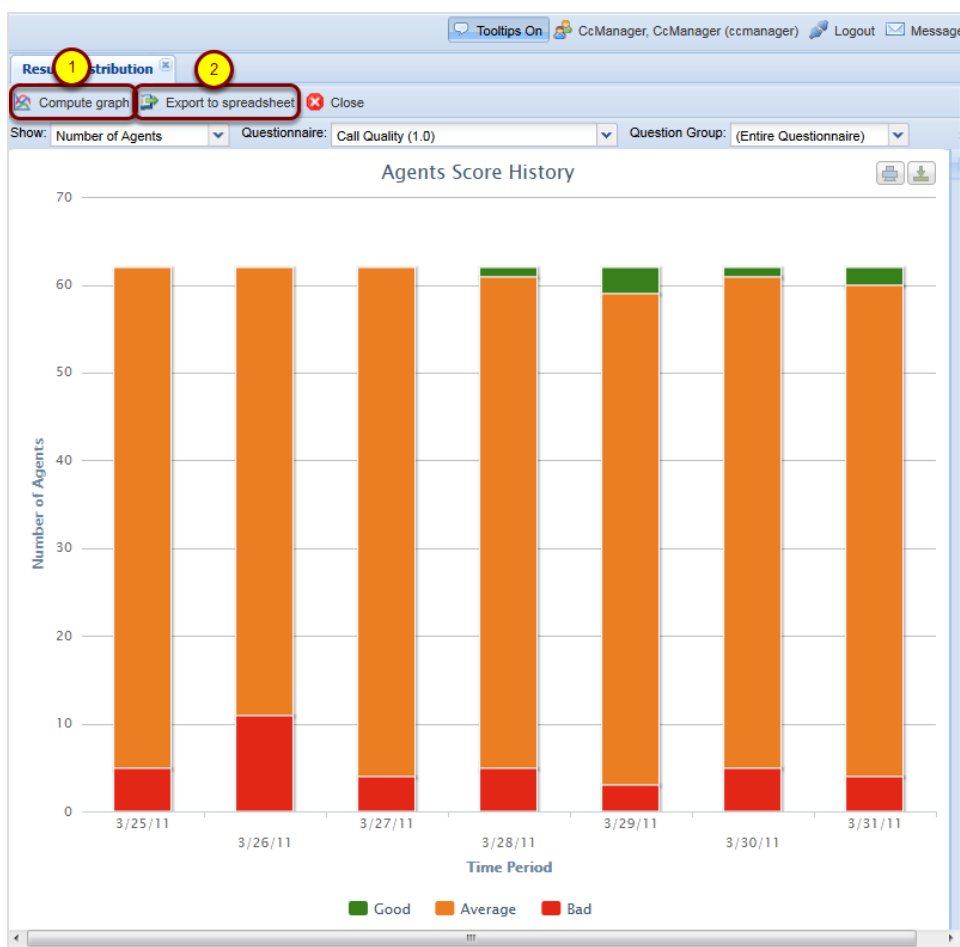 Tooltips On CcManager, CcManager (ccmanager) Logout Message
1 2
Compute graph Export to spreadsheet Close
Show: Number of Agents Questionnaire: Call Quality (1.0) Question Group: (Entire Questionnaire)
Agents Score History
70
60
50
40
30
20
10
0
Number of Agents
3/25/11 3/26/11 3/27/11 3/28/11 3/29/11 3/30/11 3/31/11
Time Period
Good Average Bad